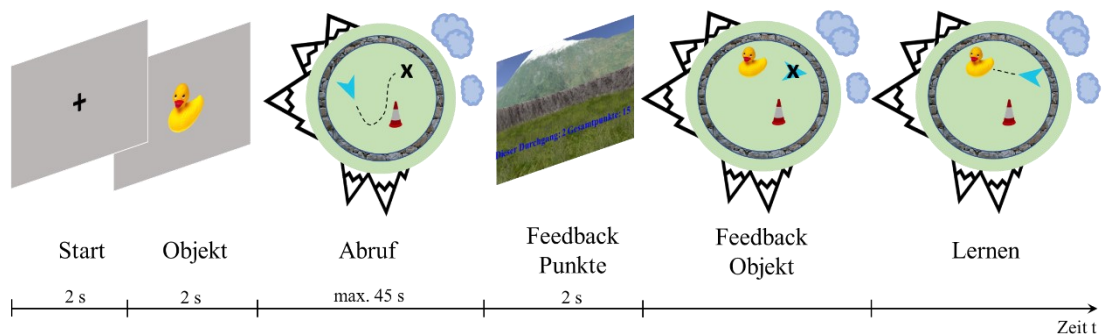 X
Dieser Durchgang: 2 Gesamtpunkte: 15
X
Start
Objekt
Abruf
Feedback
Punkte
Feedback
Objekt
Lernen
2 s
2 s
max. 45 s
2 s
Zeit t